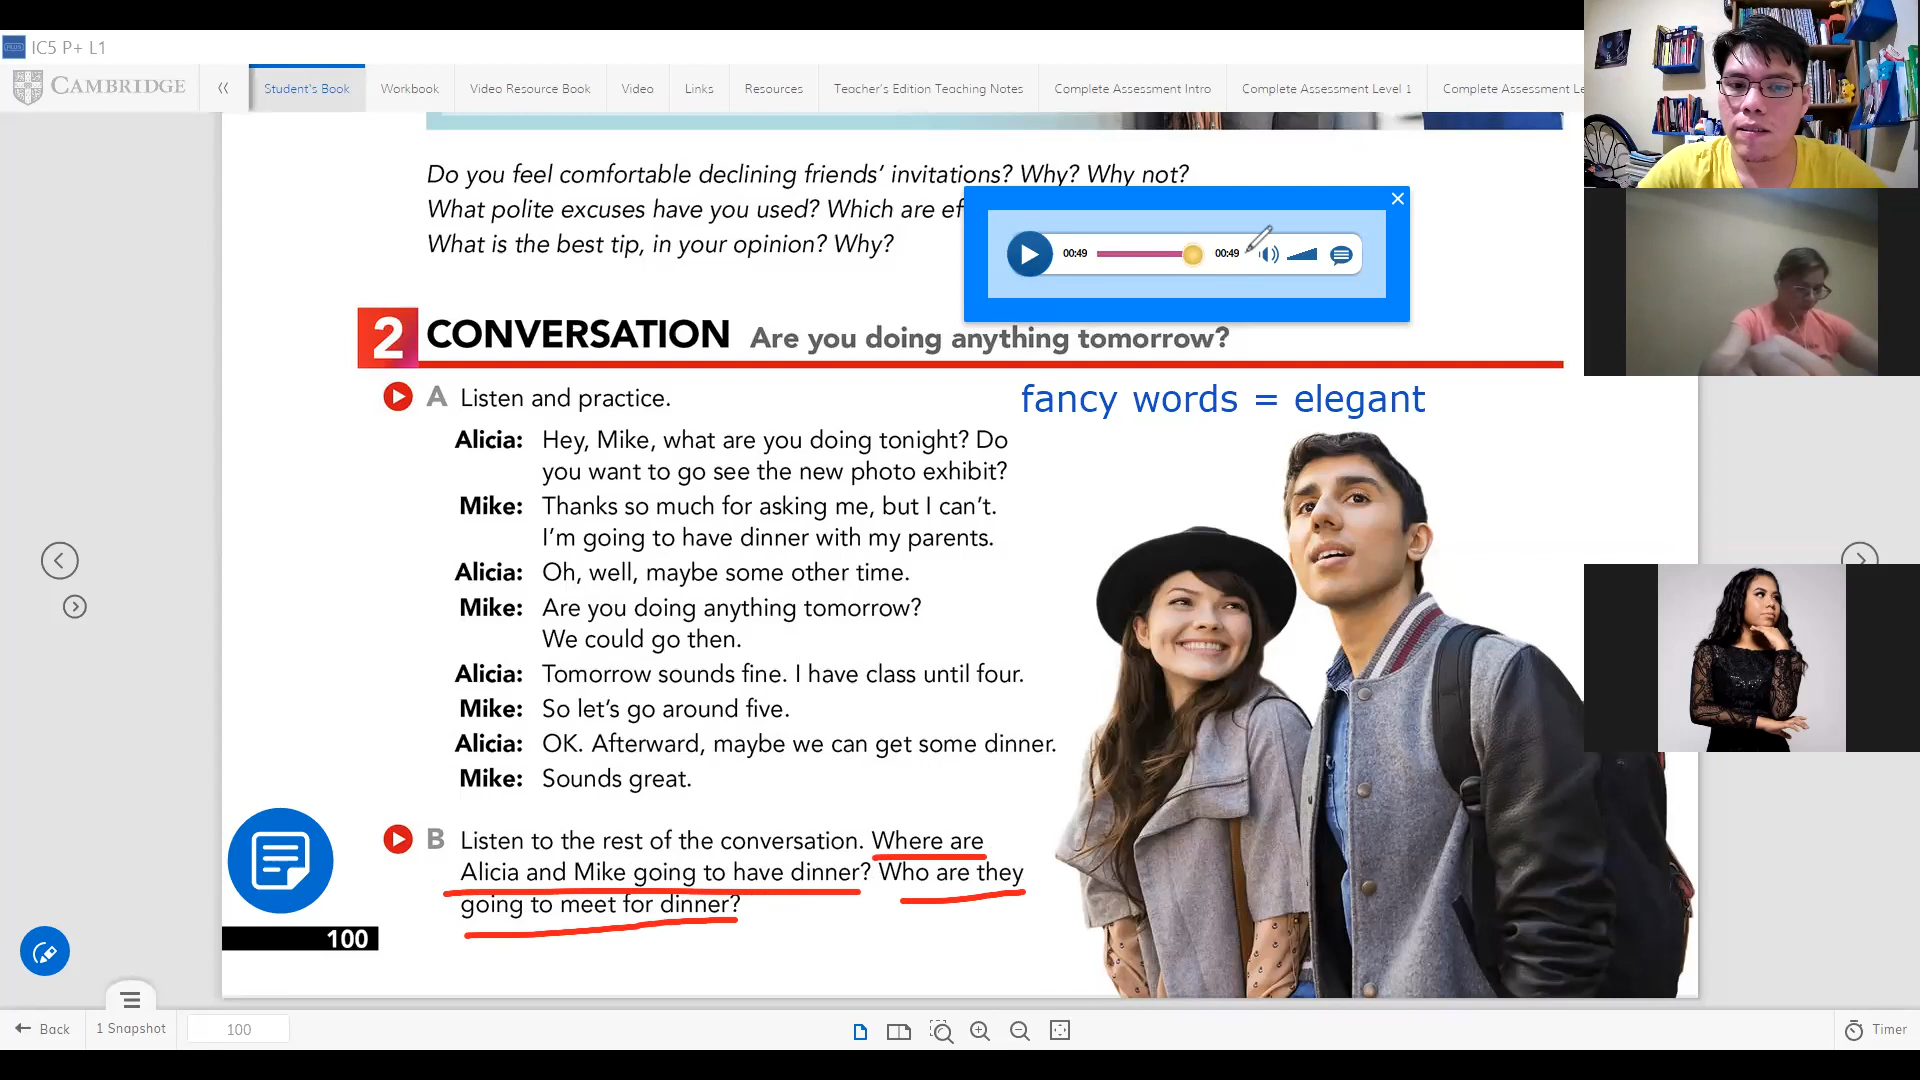 IC5 P+ L1
CAMBRIDGE
Student's Book
Workbook
Video Resource Book
Video
Links
Resources
Teacher's Edition Teaching Notes
Complete Assessment Intro
Complete Assessment Level 1
Complete Assessment Le
Do you feel comfortable declining friends' invitations? Why? Why not?
What polite excuses have you used? Which are ef
What is the best tip, in your opinion? Why?
00:49
00:49
2 CONVERSATION Are you doing anything tomorrow?
A Listen and practice.
fancy words = elegant
Alicia: Hey, Mike, what are you doing tonight? Do
you want to go see the new photo exhibit?
Mike: Thanks so much for asking me, but I can't.
I'm going to have dinner with my parents.
Alicia: Oh, well, maybe some other time.
Mike: Are you doing anything tomorrow?
We could go then.
Alicia: Tomorrow sounds fine. I have class until four.
Mike: So let's go around five.
Alicia: OK. Afterward, maybe we can get some dinner.
Mike: Sounds great.
B Listen to the rest of the conversation. Where are
Alicia and Mike going to have dinner? Who are they
going to meet for dinner?
100
Back
1 Snapshot
100
Timer